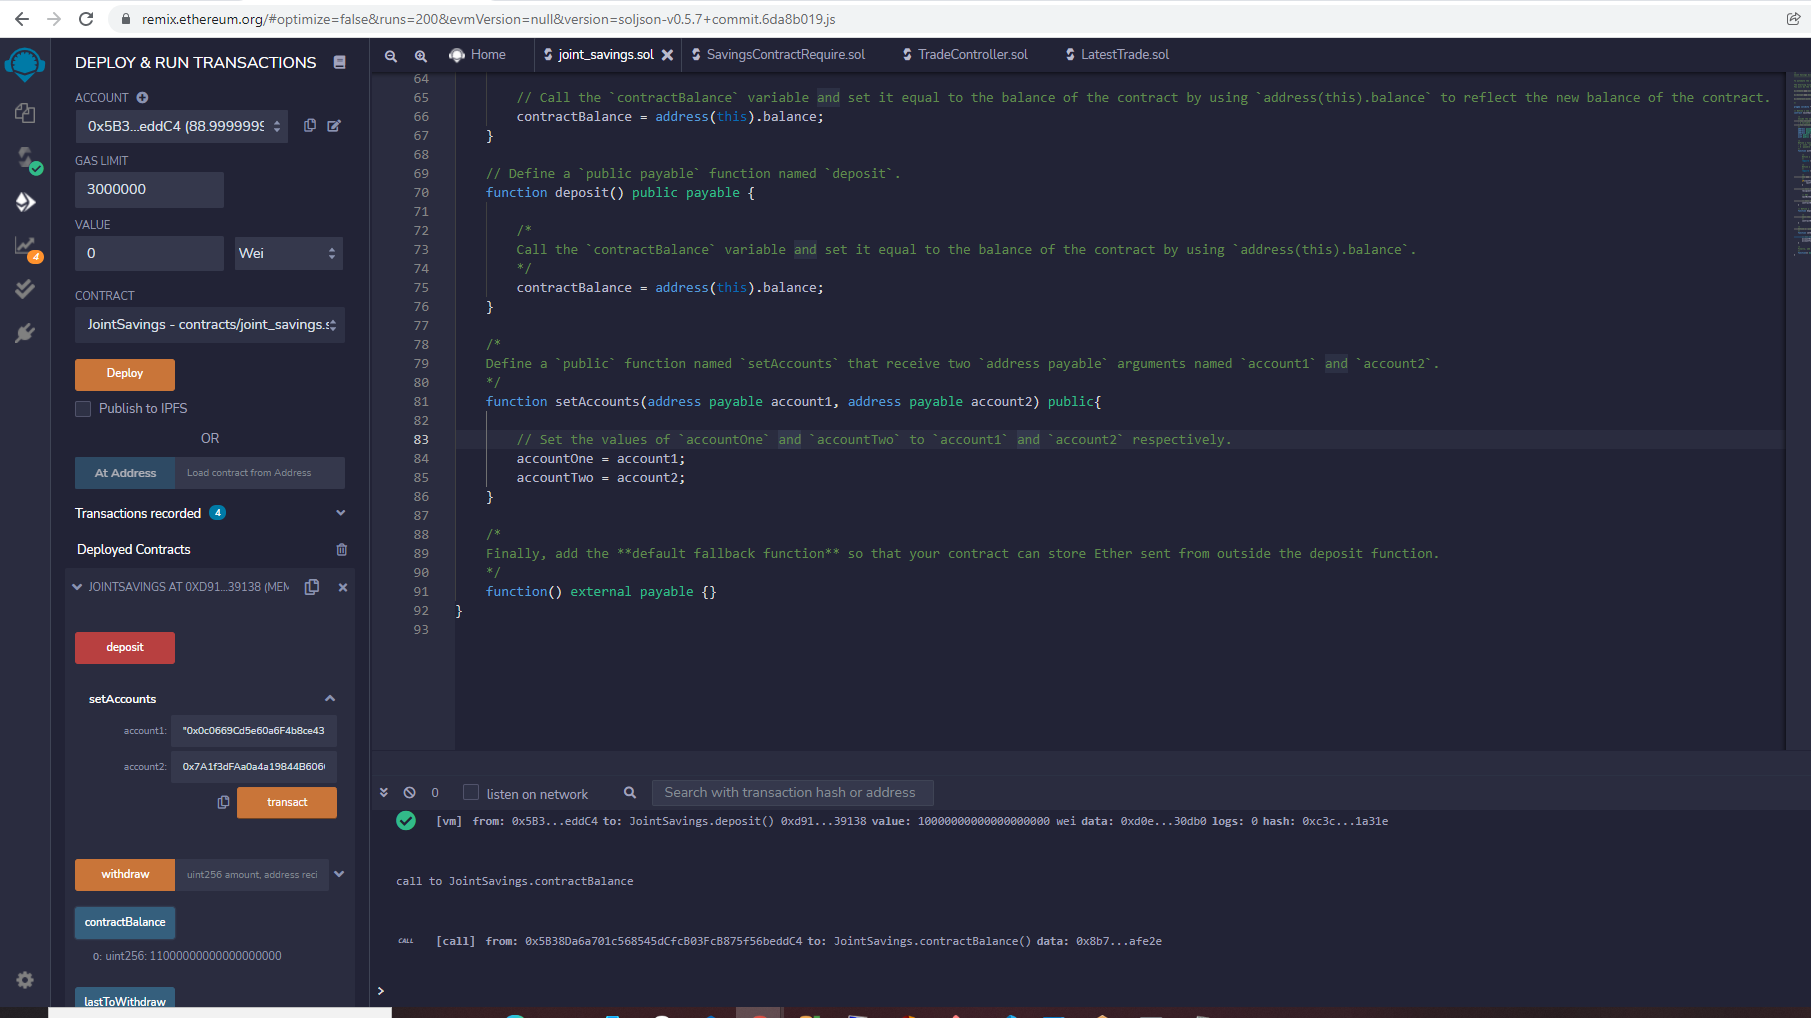 remix.ethereum.org/#optimize=false&runs=200&evmVersion=null&version=soljson-v0.5.7+commit.6da8b019.js
DEPLOY & RUN TRANSACTIONS
ACCOUNT
0x5B3...eddC4 (88.9999999
GAS LIMIT
3000000
VALUE
0
Wei
CONTRACT
JointSavings - contracts/joint_savings.s
Deploy
Publish to IPFS
OR
At Address
Load contract from Address
Transactions recorded 4
Deployed Contracts
JOINTSAVINGS AT 0XD91...39138 (MEM
deposit
setAccounts
account1: "0x0c0669Cd5e60a6F4b8ce43
account2: 0x7A1f3dFAa0a4a19844B606
transact
withdraw
uint256 amount, address reci
contractBalance
0: uint256: 11000000000000000000
lastToWithdraw
4
Home
joint_savings.sol
SavingsContractRequire.sol
TradeController.sol
LatestTrade.sol
64
65 // Call the `contractBalance` variable and set it equal to the balance of the contract by using `address(this).balance` to reflect the new balance of the contract.
66 contractBalance = address(this).balance;
67 }
68
69 // Define a `public payable` function named `deposit`.
70 function deposit() public payable {
71
72 /*
73 Call the `contractBalance` variable and set it equal to the balance of the contract by using `address(this).balance`.
74 */
75 contractBalance = address(this).balance;
76 }
77
78 /*
79 Define a `public` function named `setAccounts` that receive two `address payable` arguments named `account1` and `account2`.
80 */
81 function setAccounts(address payable account1, address payable account2) public{
82
83 // Set the values of `accountOne` and `accountTwo` to `account1` and `account2` respectively.
84 accountOne = account1;
85 accountTwo = account2;
86 }
87
88 /*
89 Finally, add the **default fallback function** so that your contract can store Ether sent from outside the deposit function.
90 */
91 function() external payable {}
92 }
93
0
listen on network
Search with transaction hash or address
[vm] from: 0x5B3...eddC4 to: JointSavings.deposit() 0xd91...39138 value: 10000000000000000000 wei data: 0xd0e...30db0 logs: 0 hash: 0xc3c...1a31e
call to JointSavings.contractBalance
CALL [call] from: 0x5B38Da6a701c568545dCfcB03FcB875f56beddC4 to: JointSavings.contractBalance() data: 0x8b7...afe2e
>